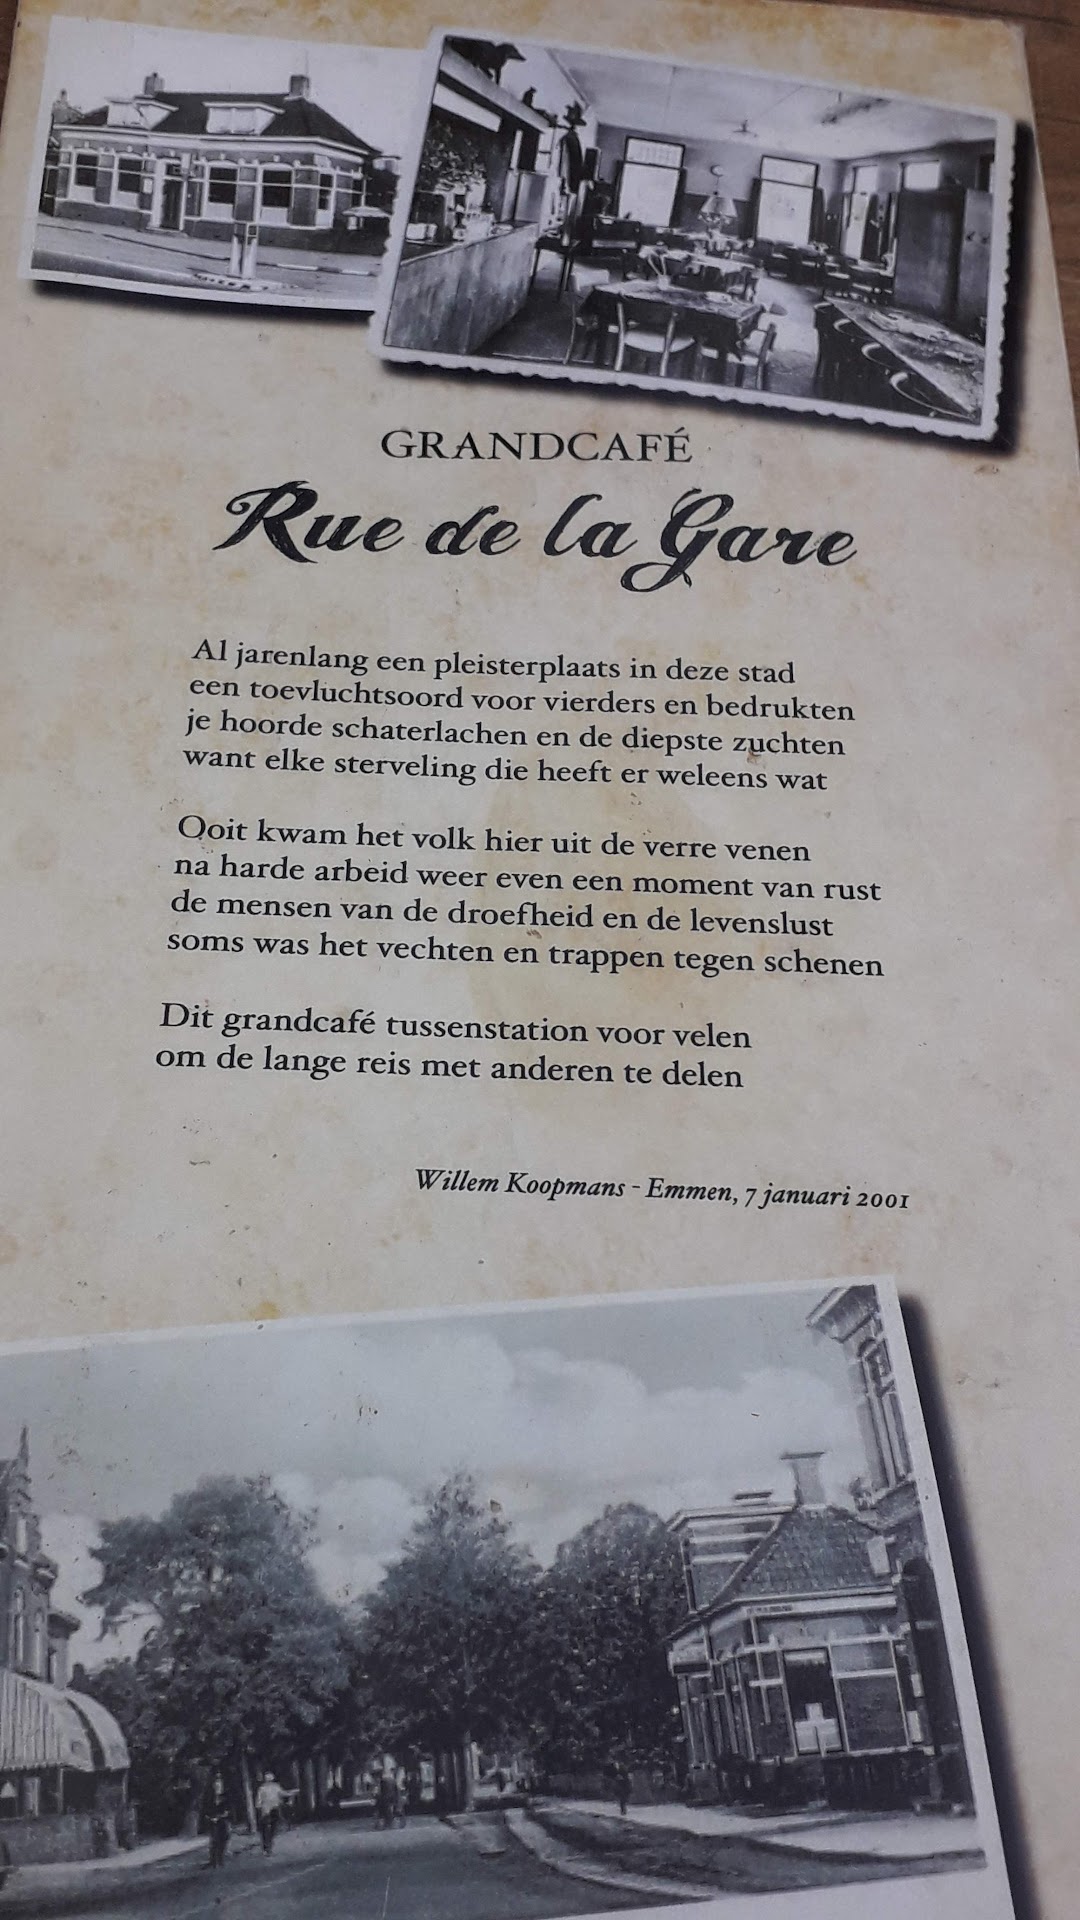 GRANDCAFÉ
Rue de la Gare
Al jarenlang een pleisterplaats in deze stad
een toevluchtsoord voor vierders en bedrukten
je hoorde schaterlachen en de diepste zuchten
want elke sterveling die heeft er weleens wat
Ooit kwam het volk hier uit de verre venen
na harde arbeid weer even een moment van rust
de mensen van de droefheid en de levenslust
soms was het vechten en trappen tegen schenen
Dit grandcafé tussenstation voor velen
om de lange reis met anderen te delen
Willem Koopmans - Emmen, 7 januari 2001